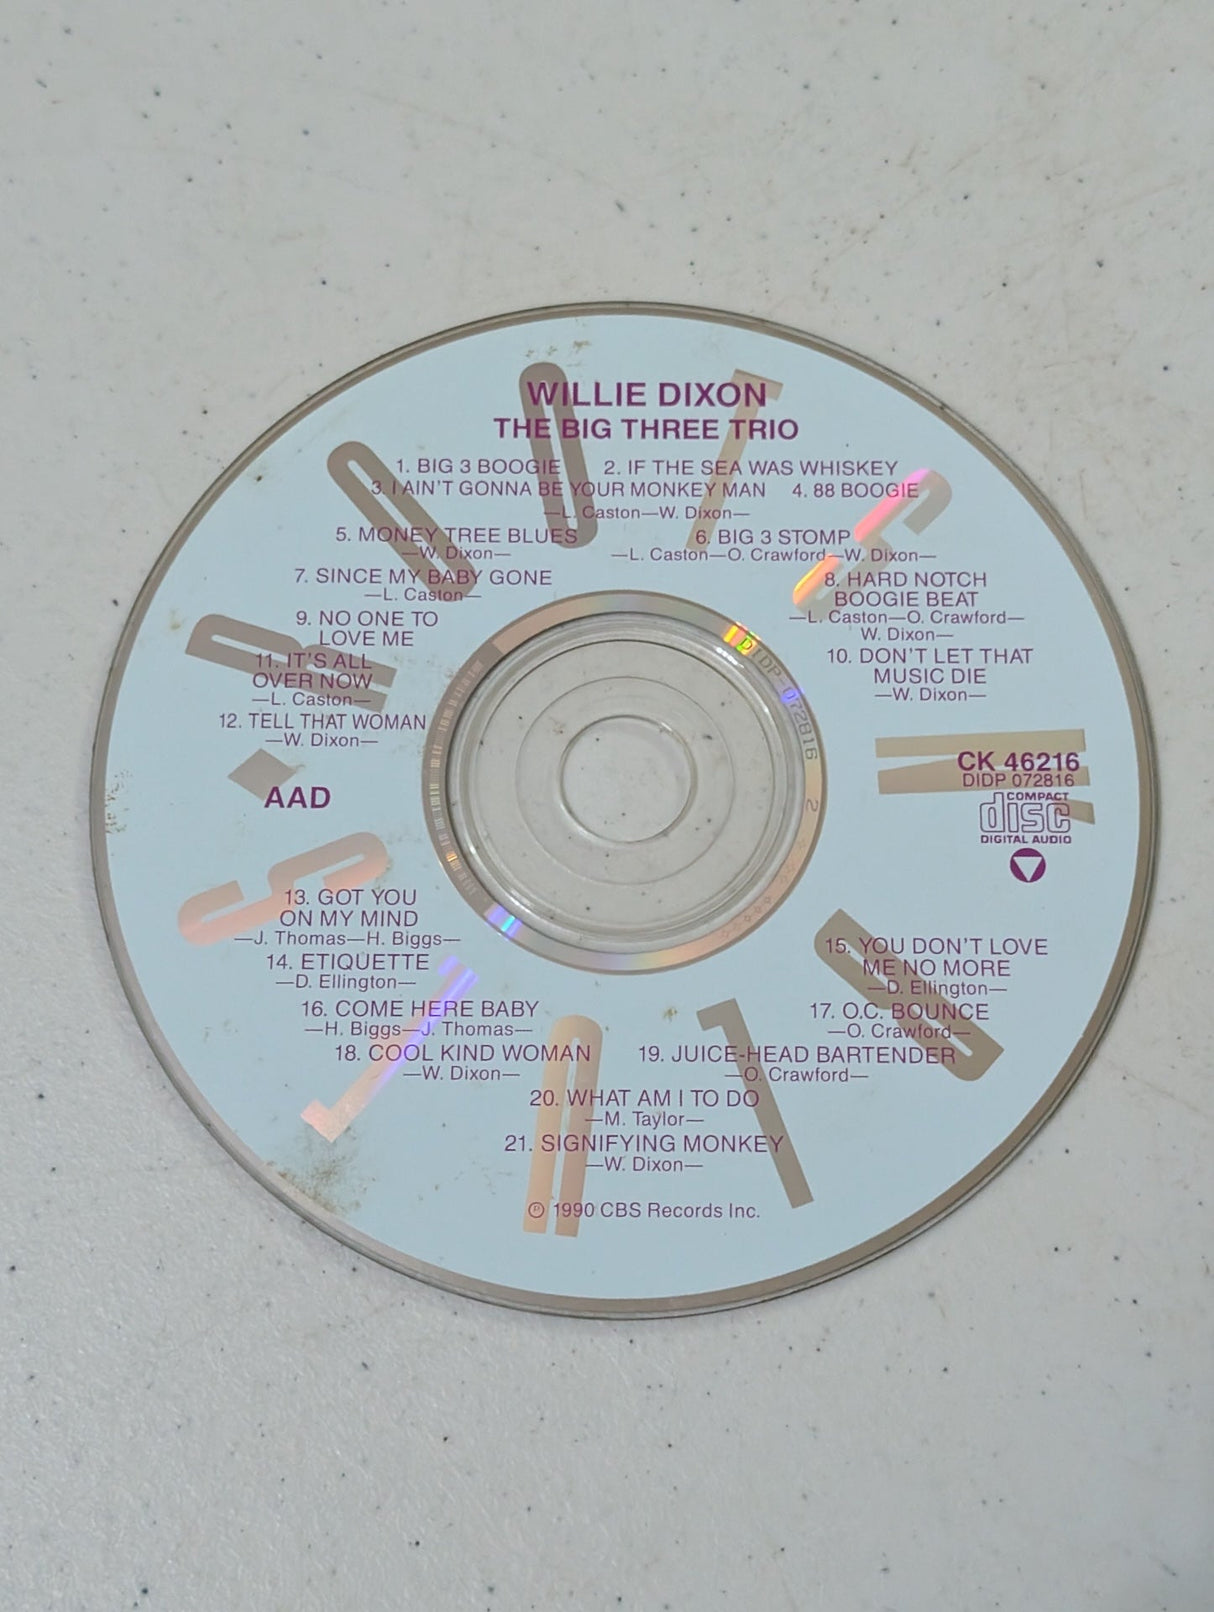 WILLIE DIXON
THE BIG THREE TRIO
1. BIG 3 BOOGIE 2. IF THE SEA WAS WHISKEY
3. I AIN'T GONNA BE YOUR MONKEY MAN 4. 88 BOOGIE
—L. Caston—W. Dixon—
5. MONEY TREE BLUES
—W. Dixon—
6. BIG 3 STOMP
—L. Caston—O. Crawford—W. Dixon—
7. SINCE MY BABY GONE
—L. Caston—
8. HARD NOTCH
BOOGIE BEAT
—L. Caston—O. Crawford—
W. Dixon—
9. NO ONE TO
LOVE ME
10. DON'T LET THAT
MUSIC DIE
—W. Dixon—
11. IT'S ALL
OVER NOW
—L. Caston—
12. TELL THAT WOMAN
—W. Dixon—
AAD
CK 46216
DIDP 072816
COMPACT
disc
DIGITAL AUDIO
DIDP-072816 2
13. GOT YOU
ON MY MIND
—J. Thomas—H. Biggs—
14. ETIQUETTE
—D. Ellington—
15. YOU DON'T LOVE
ME NO MORE
—D. Ellington—
16. COME HERE BABY
—H. Biggs—J. Thomas—
17. O.C. BOUNCE
—O. Crawford—
18. COOL KIND WOMAN
—W. Dixon—
19. JUICE-HEAD BARTENDER
—O. Crawford—
20. WHAT AM I TO DO
—M. Taylor—
21. SIGNIFYING MONKEY
—W. Dixon—
℗ 1990 CBS Records Inc.
ROOTS N' BLUES